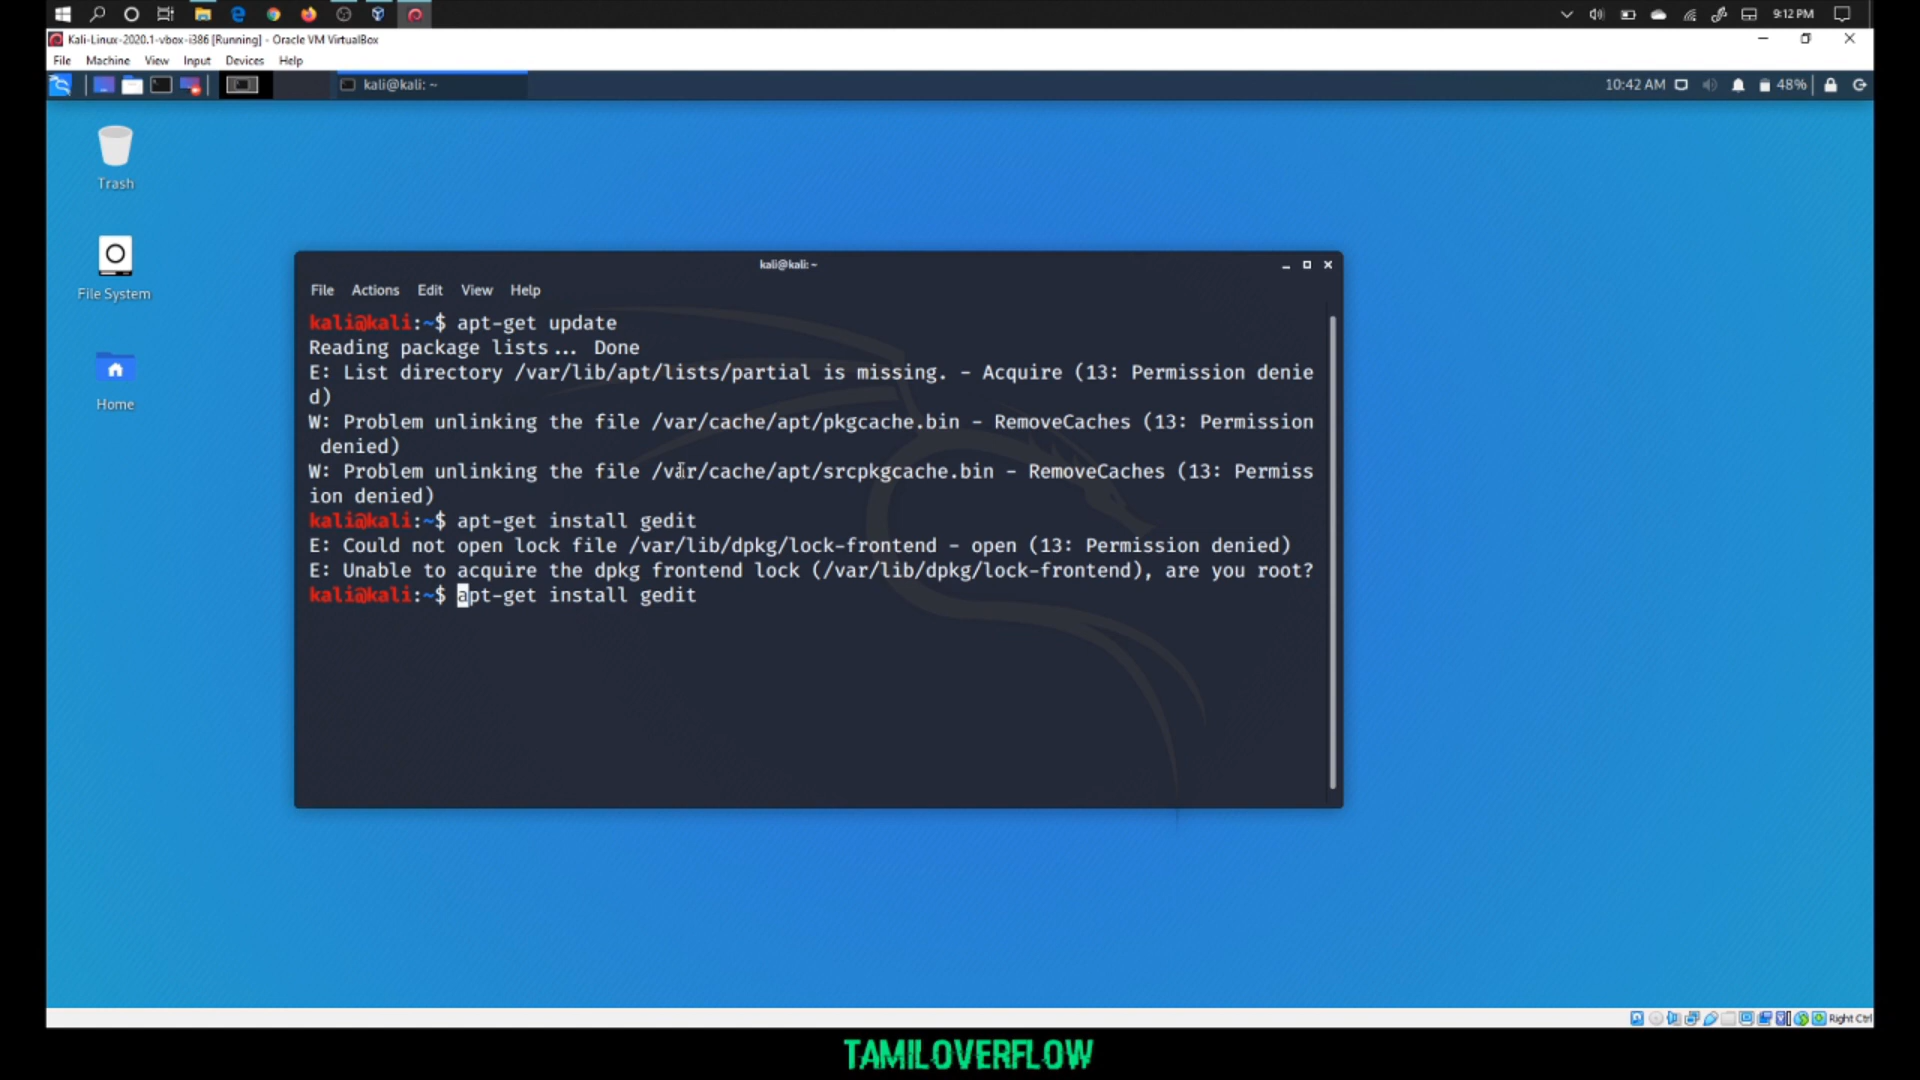 9:12 PM
Kali-Linux-2020.1-vbox-i386 [Running] - Oracle VM VirtualBox
File Machine View Input Devices Help
kali@kali: ~
10:42 AM 48%
Trash
File System
Home
kali@kali:~
File Actions Edit View Help
kali@kali:~$ apt-get update
Reading package lists... Done
E: List directory /var/lib/apt/lists/partial is missing. - Acquire (13: Permission denie
d)
W: Problem unlinking the file /var/cache/apt/pkgcache.bin - RemoveCaches (13: Permission
denied)
W: Problem unlinking the file /var/cache/apt/srcpkgcache.bin - RemoveCaches (13: Permiss
ion denied)
kali@kali:~$ apt-get install gedit
E: Could not open lock file /var/lib/dpkg/lock-frontend - open (13: Permission denied)
E: Unable to acquire the dpkg frontend lock (/var/lib/dpkg/lock-frontend), are you root?
kali@kali:~$ apt-get install gedit
Right Ctrl
TAMILOVERFLOW